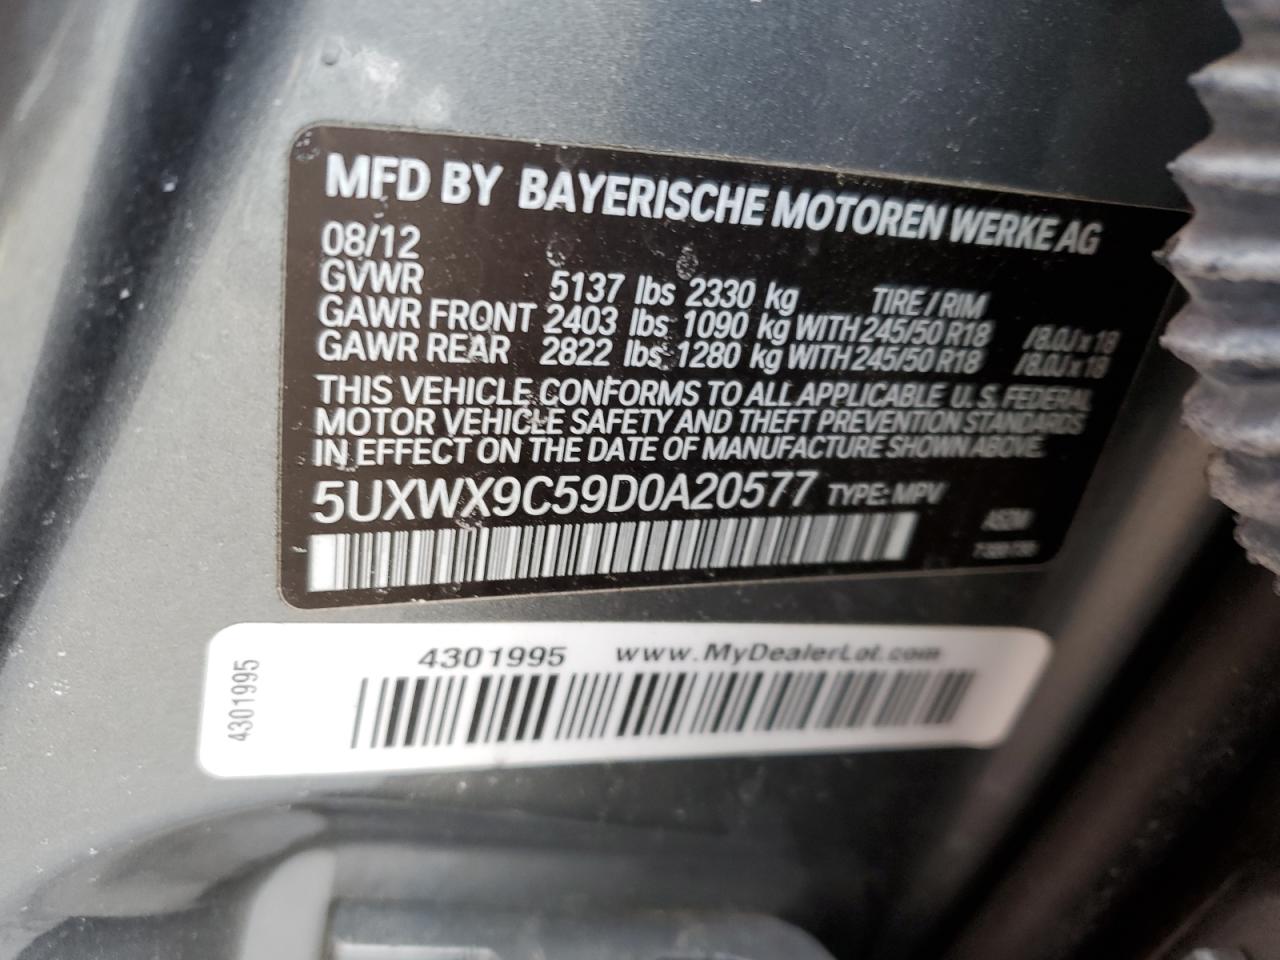 MFD BY BAYERISCHE MOTOREN WERKE AG
08/12
GVWR 5137 lbs 2330 kg TIRE / RIM
GAWR FRONT 2403 lbs 1090 kg WITH 245/50 R18 /8.0J x 18
GAWR REAR 2822 lbs 1280 kg WITH 245/50 R18 /8.0J x 18
THIS VEHICLE CONFORMS TO ALL APPLICABLE U.S. FEDERAL
MOTOR VEHICLE SAFETY AND THEFT PREVENTION STANDARDS
IN EFFECT ON THE DATE OF MANUFACTURE SHOWN ABOVE.
5UXWX9C59D0A20577 TYPE: MPV
4301995 www.MyDealerLot.com
4301995